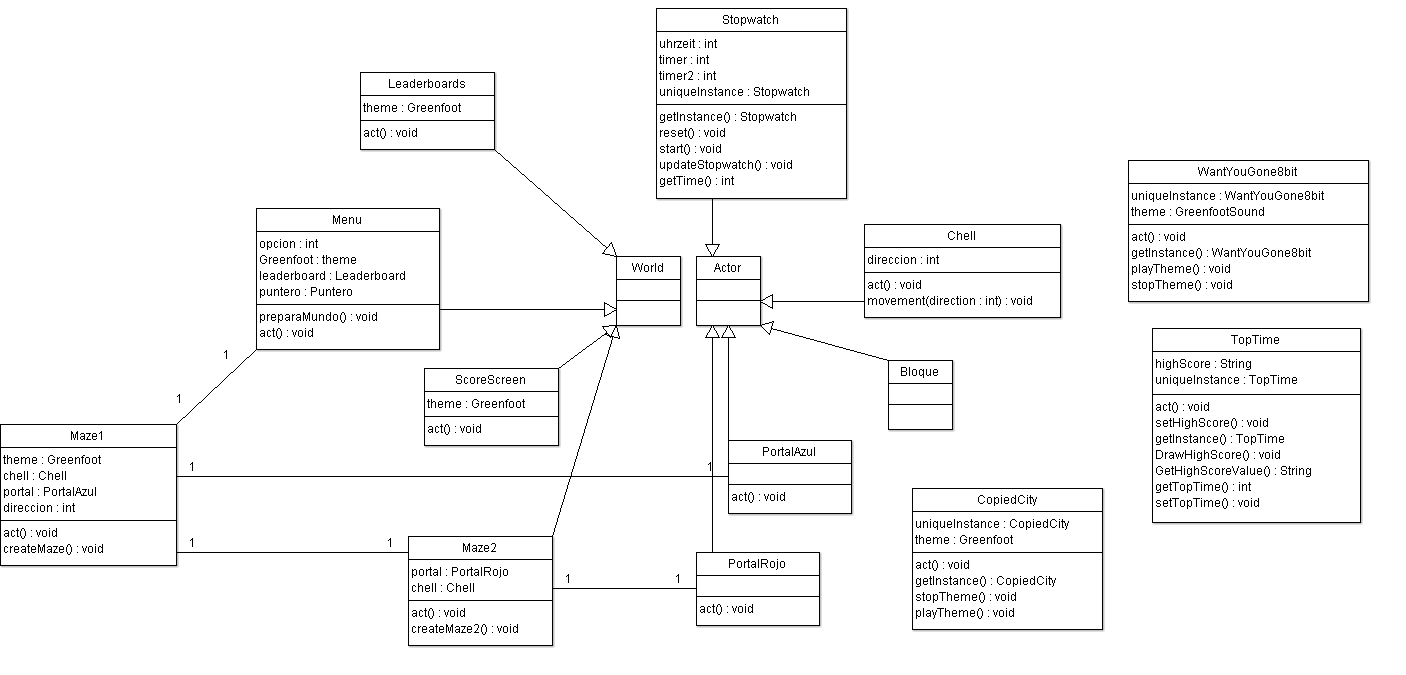 Stopwatch
uhrzeit : int
timer : int
timer2 : int
uniqueInstance : Stopwatch
getInstance() : Stopwatch
reset() : void
start() : void
updateStopwatch() : void
getTime() : int
Leaderboards
theme : Greenfoot
act() : void
WantYouGone8bit
uniqueInstance : WantYouGone8bit
theme : GreenfootSound
act() : void
getInstance() : WantYouGone8bit
playTheme() : void
stopTheme() : void
Menu
opcion : int
Greenfoot : theme
leaderboard : Leaderboard
puntero : Puntero
preparaMundo() : void
act() : void
World
Actor
Chell
direccion : int
act() : void
movement(direction : int) : void
TopTime
highScore : String
uniqueInstance : TopTime
act() : void
setHighScore() : void
getInstance() : TopTime
DrawHighScore() : void
GetHighScoreValue() : String
getTopTime() : int
setTopTime() : void
1
1
ScoreScreen
theme : Greenfoot
act() : void
Bloque
Maze1
theme : Greenfoot
chell : Chell
portal : PortalAzul
direccion : int
act() : void
createMaze() : void
1
1
PortalAzul
act() : void
1
1
Maze2
portal : PortalRojo
chell : Chell
act() : void
createMaze2() : void
1
1
PortalRojo
act() : void
CopiedCity
uniqueInstance : CopiedCity
theme : Greenfoot
act() : void
getInstance() : CopiedCity
stopTheme() : void
playTheme() : void